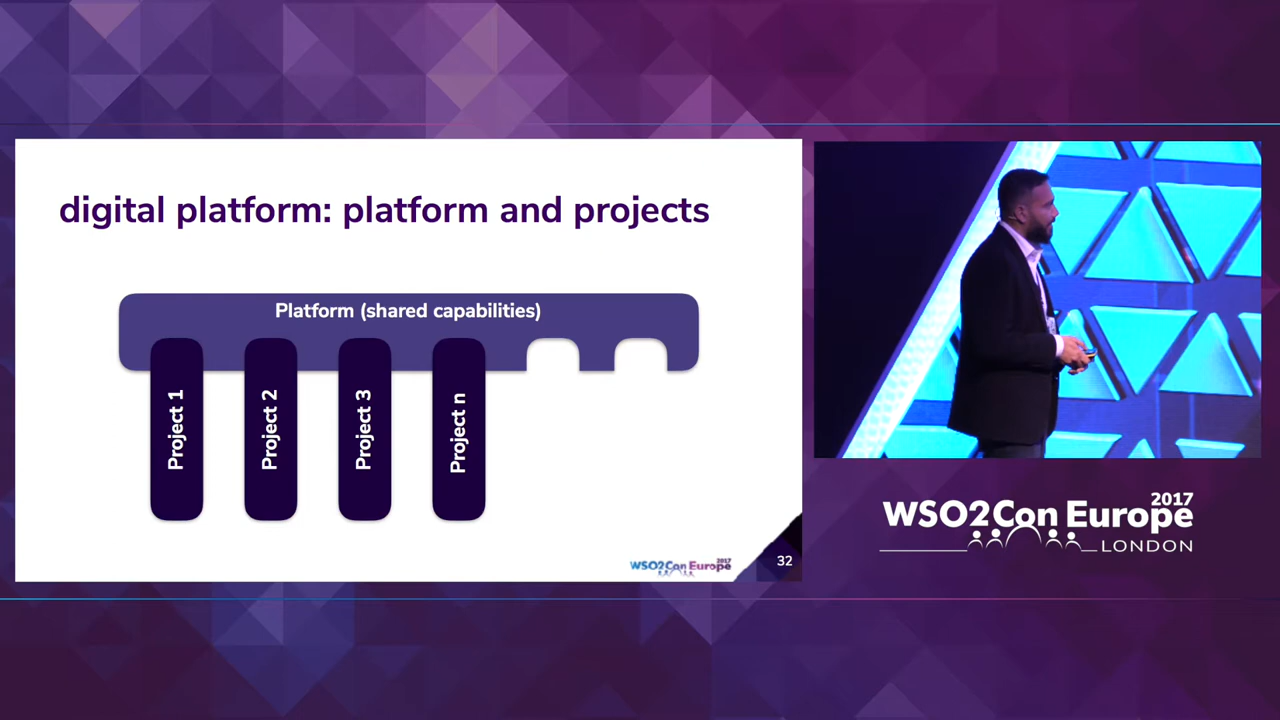 digital platform: platform and projects
Platform (shared capabilities)
Project 1
Project 2
Project 3
Project n
WSO2Con Europe 2017
32
2017
WSO2Con Europe
LONDON